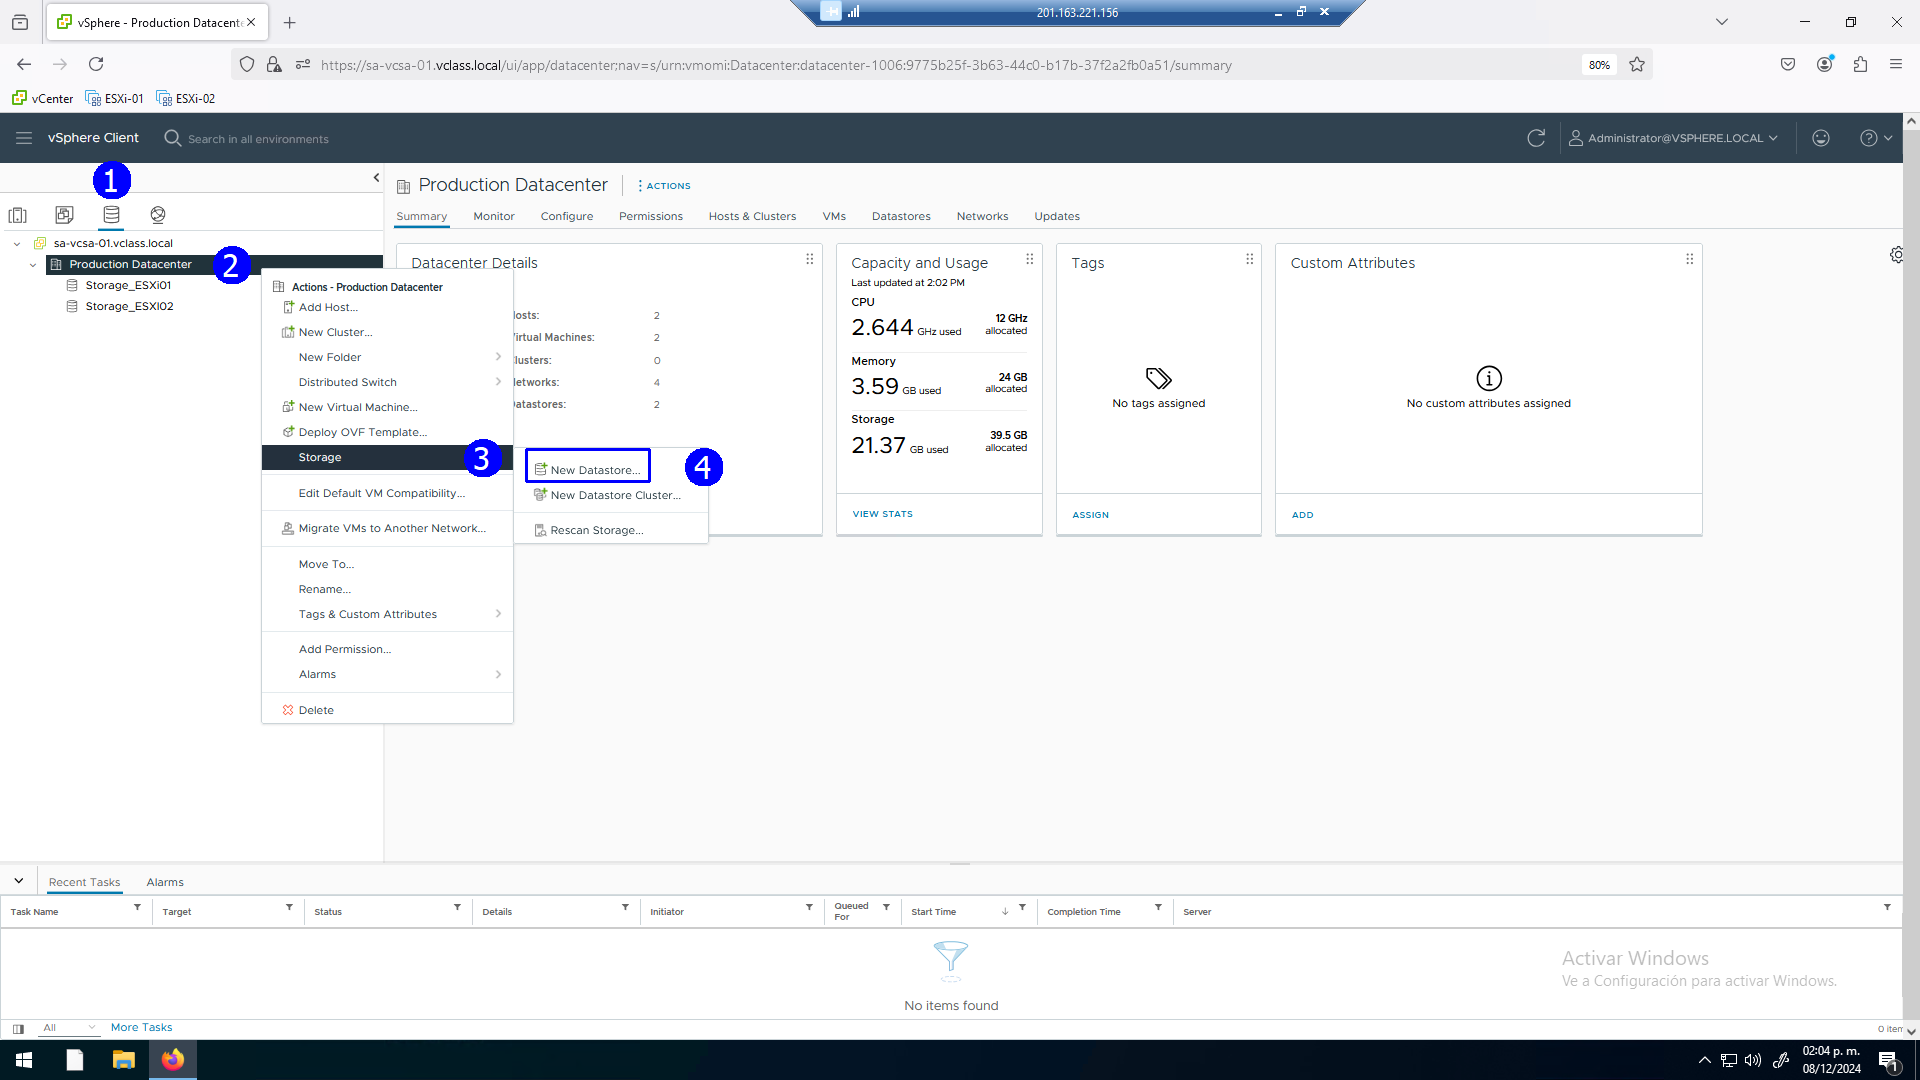 vSphere - Production Datacent
201.163.221.156
https://sa-vcsa-01.vclass.local/ui/app/datacenter;nav=s/urn:vmomi:Datacenter:datacenter-1006:9775b25f-3b63-44c0-b17b-37f2a2fb0a51/summary
80%
vCenter
ESXi-01
ESXi-02
vSphere Client
Search in all environments
Administrator@VSPHERE.LOCAL
1
Production Datacenter
ACTIONS
Summary
Monitor
Configure
Permissions
Hosts & Clusters
VMs
Datastores
Networks
Updates
sa-vcsa-01.vclass.local
Production Datacenter
2
Storage_ESXi01
Storage_ESXI02
Actions - Production Datacenter
Add Host...
New Cluster...
New Folder
Distributed Switch
New Virtual Machine...
Deploy OVF Template...
Storage
3
Edit Default VM Compatibility...
Migrate VMs to Another Network...
Move To...
Rename...
Tags & Custom Attributes
Add Permission...
Alarms
Delete
New Datastore...
4
New Datastore Cluster...
Rescan Storage...
Datacenter Details
osts: 2
irtual Machines: 2
lusters: 0
etworks: 4
atastores: 2
Capacity and Usage
Last updated at 2:02 PM
CPU
2.644 GHz used
12 GHz
allocated
Memory
3.59 GB used
24 GB
allocated
Storage
21.37 GB used
39.5 GB
allocated
VIEW STATS
Tags
No tags assigned
ASSIGN
Custom Attributes
No custom attributes assigned
ADD
Recent Tasks
Alarms
Task Name
Target
Status
Details
Initiator
Queued
For
Start Time
Completion Time
Server
No items found
Activar Windows
Ve a Configuración para activar Windows.
All
More Tasks
0 item
02:04 p. m.
08/12/2024
1